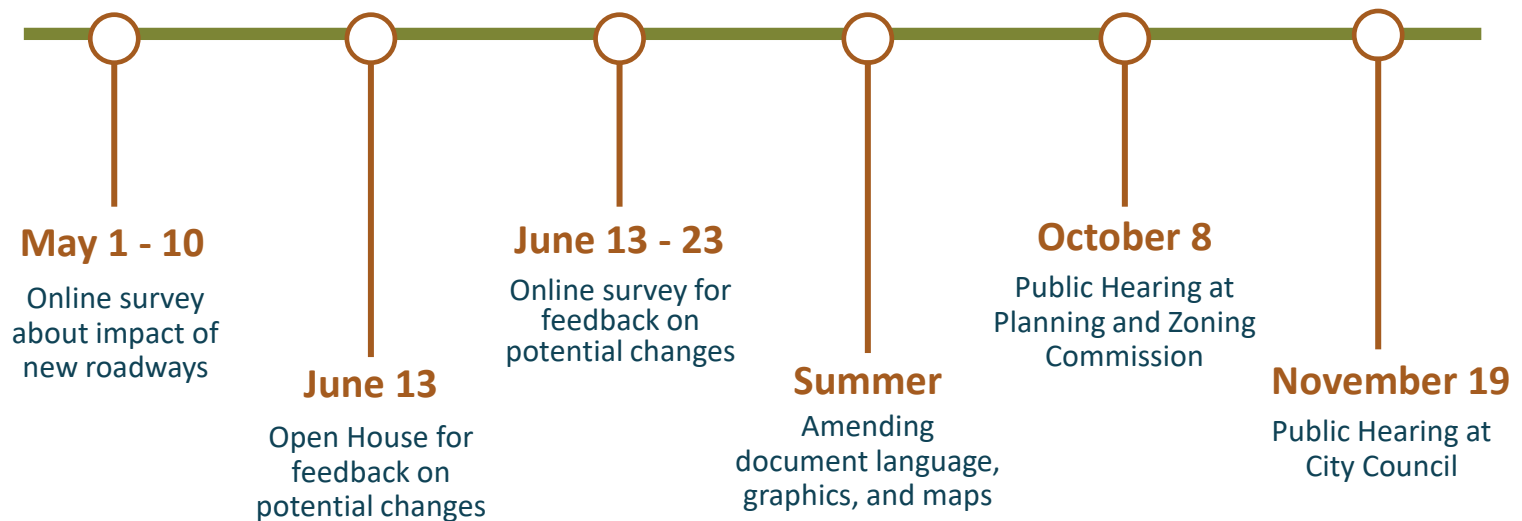 May 1 - 10
Online survey
about impact of
new roadways
June 13
Open House for
feedback on
potential changes
June 13 - 23
Online survey for
feedback on
potential changes
Summer
Amending
document language,
graphics, and maps
October 8
Public Hearing at
Planning and Zoning
Commission
November 19
Public Hearing at
City Council